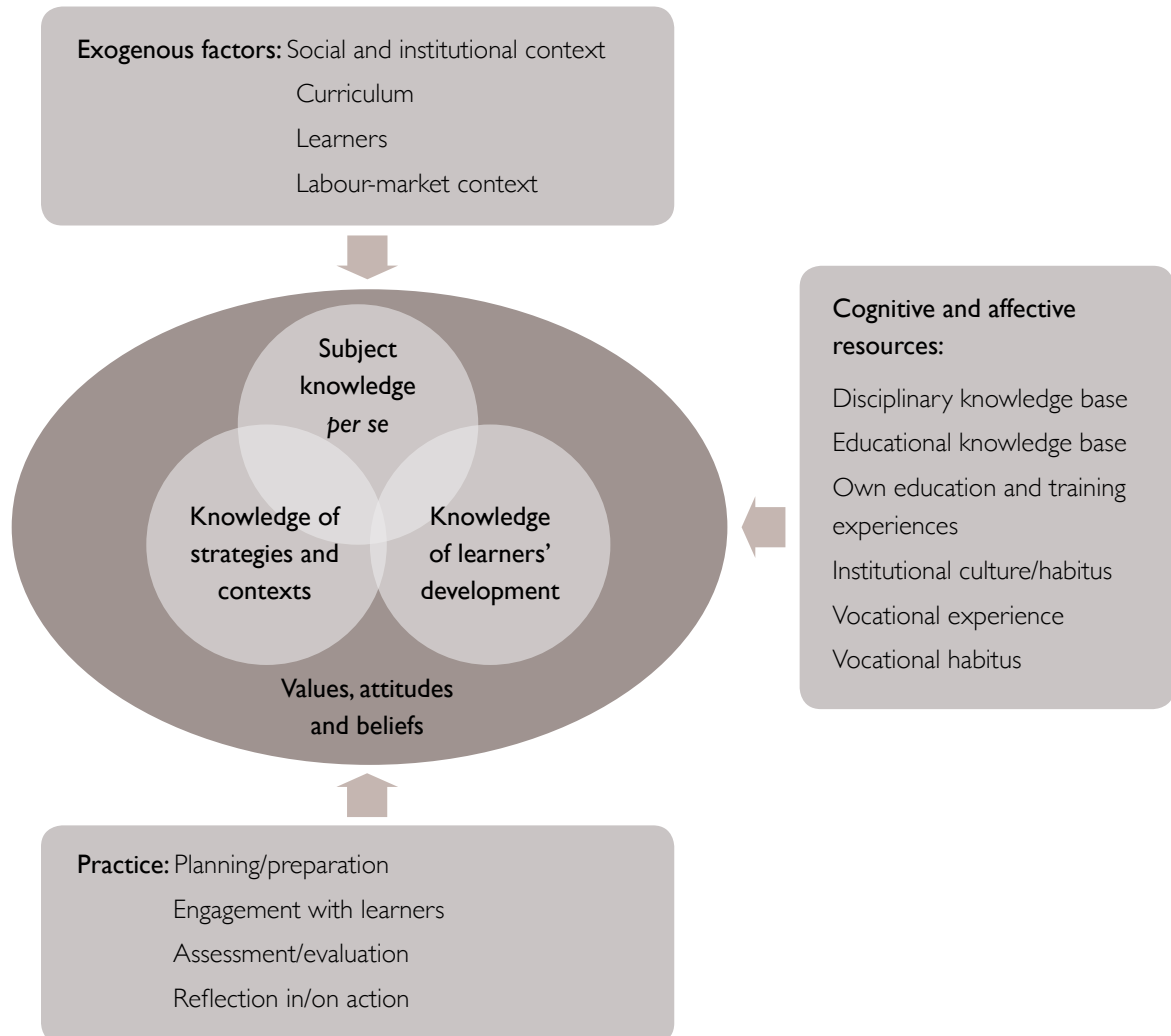 Exogenous factors: Social and institutional context
Curriculum
Learners
Labour-market context
Subject
knowledge
per se
Knowledge of
strategies and
contexts
Knowledge
of learners’
development
Values, attitudes
and beliefs
Cognitive and affective
resources:
Disciplinary knowledge base
Educational knowledge base
Own education and training
experiences
Institutional culture/habitus
Vocational experience
Vocational habitus
Practice: Planning/preparation
Engagement with learners
Assessment/evaluation
Reflection in/on action